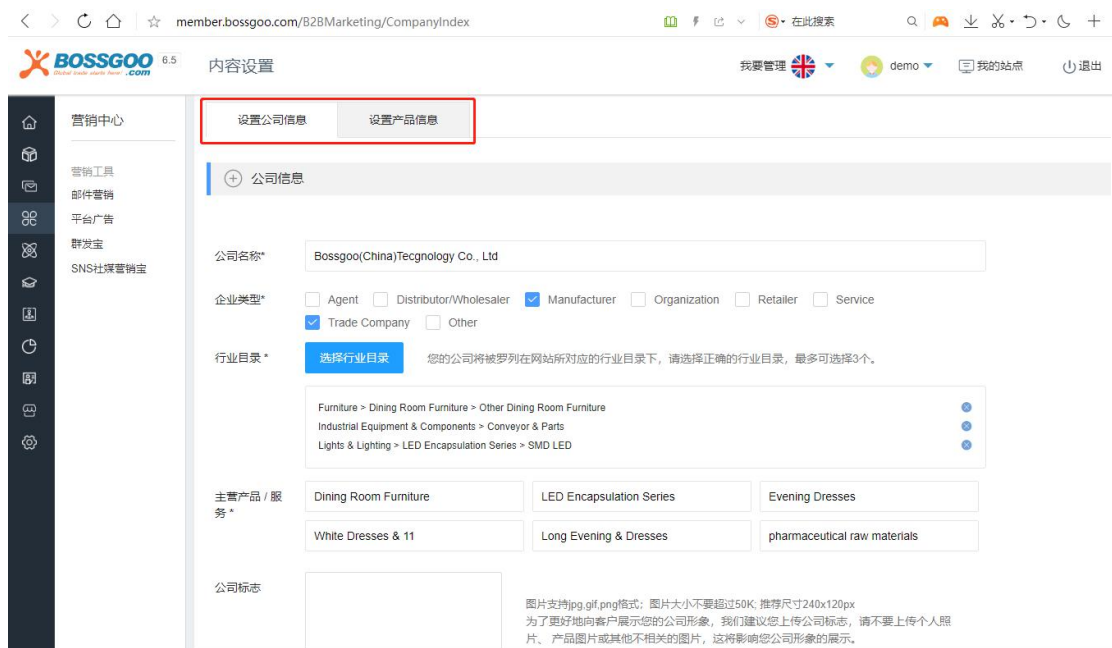 member.bossgoo.com/B2BMarketing/CompanyIndex
在此搜索
BOSSGOO 6.5
Global trade starts here! .com
内容设置
我要管理
demo
我的站点
退出
营销中心
营销工具
邮件营销
平台广告
群发宝
SNS社媒营销宝
设置公司信息 设置产品信息
公司信息
公司名称*
Bossgoo(China)Tecgnology Co., Ltd
企业类型*
Agent Distributor/Wholesaler Manufacturer Organization Retailer Service
Trade Company Other
行业目录 *
选择行业目录
您的公司将被罗列在网站所对应的行业目录下，请选择正确的行业目录，最多可选择3个。
Furniture > Dining Room Furniture > Other Dining Room Furniture
Industrial Equipment & Components > Conveyor & Parts
Lights & Lighting > LED Encapsulation Series > SMD LED
主营产品 / 服
务 *
Dining Room Furniture LED Encapsulation Series Evening Dresses
White Dresses & 11 Long Evening & Dresses pharmaceutical raw materials
公司标志
图片支持jpg,gif,png格式; 图片大小不要超过50K; 推荐尺寸240x120px
为了更好地向客户展示您的公司形象，我们建议您上传公司标志，请不要上传个人照
片、 产品图片或其他不相关的图片，这将影响您公司形象的展示。